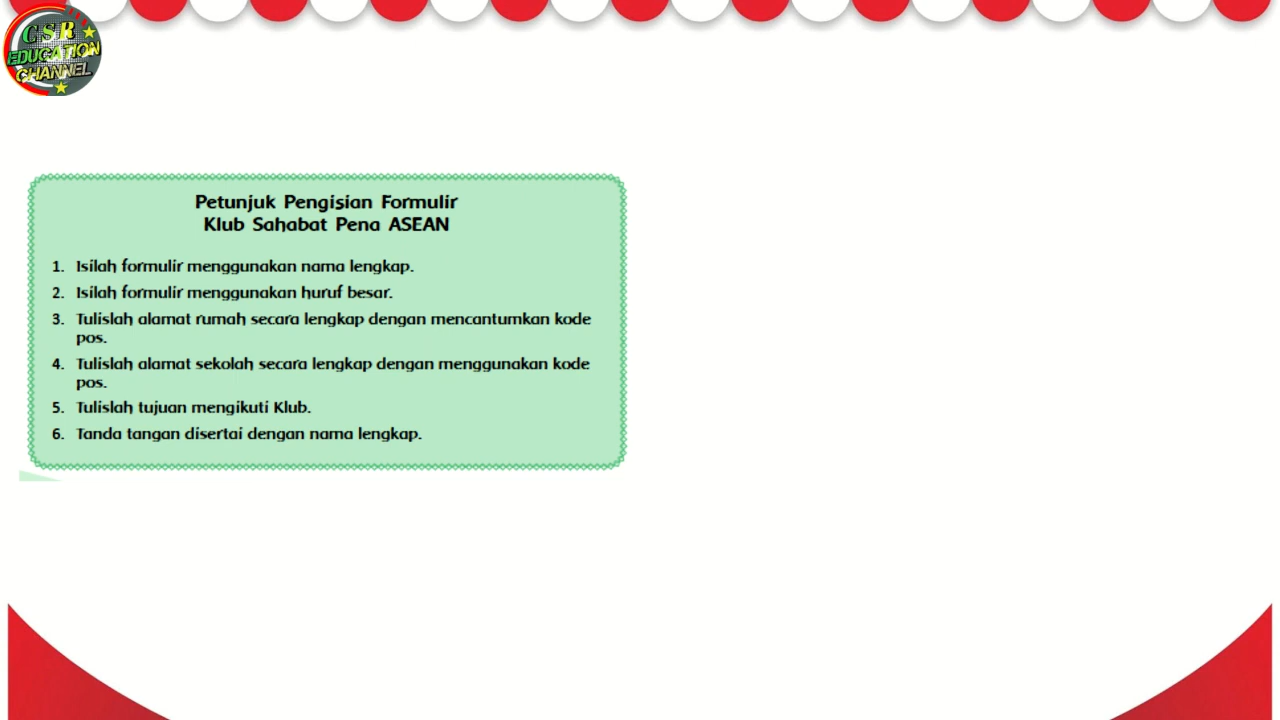 CSR
EDUCATION
CHANNEL
Petunjuk Pengisian Formulir
Klub Sahabat Pena ASEAN
1. Isilah formulir menggunakan nama lengkap.
2. Isilah formulir menggunakan huruf besar.
3. Tulislah alamat rumah secara lengkap dengan mencantumkan kode
pos.
4. Tulislah alamat sekolah secara lengkap dengan menggunakan kode
pos.
5. Tulislah tujuan mengikuti Klub.
6. Tanda tangan disertai dengan nama lengkap.